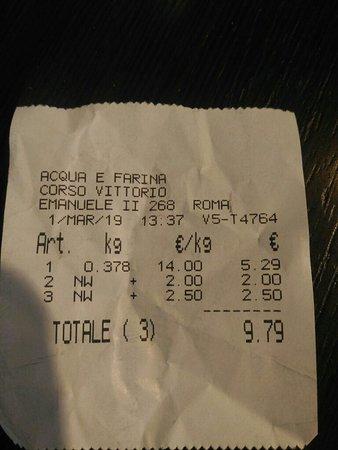 ACQUA E FARINA
CORSO VITTORIO
EMANUELE II 268 ROMA
1/MAR/19 13:37 V5-T4764
Art. kg €/kg €
1 0.378 14.00 5.29
2 NW + 2.00 2.00
3 NW + 2.50 2.50
--------
TOTALE ( 3) 9.79